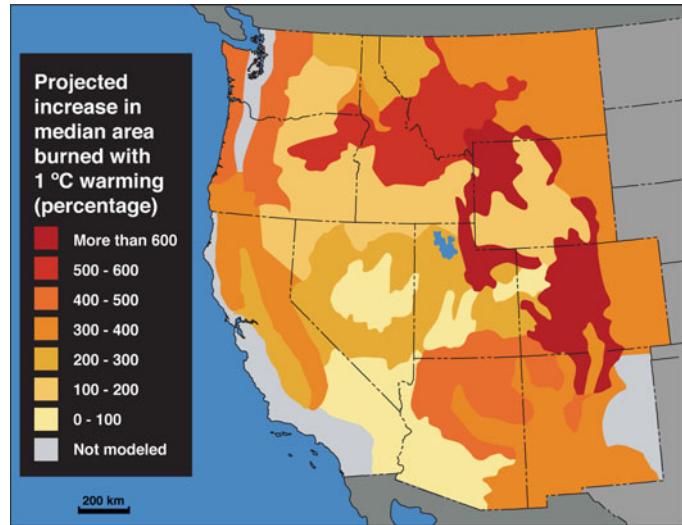 Projected
increase in
median area
burned with
1 °C warming
(percentage)
More than 600
500 - 600
400 - 500
300 - 400
200 - 300
100 - 200
0 - 100
Not modeled
200 km